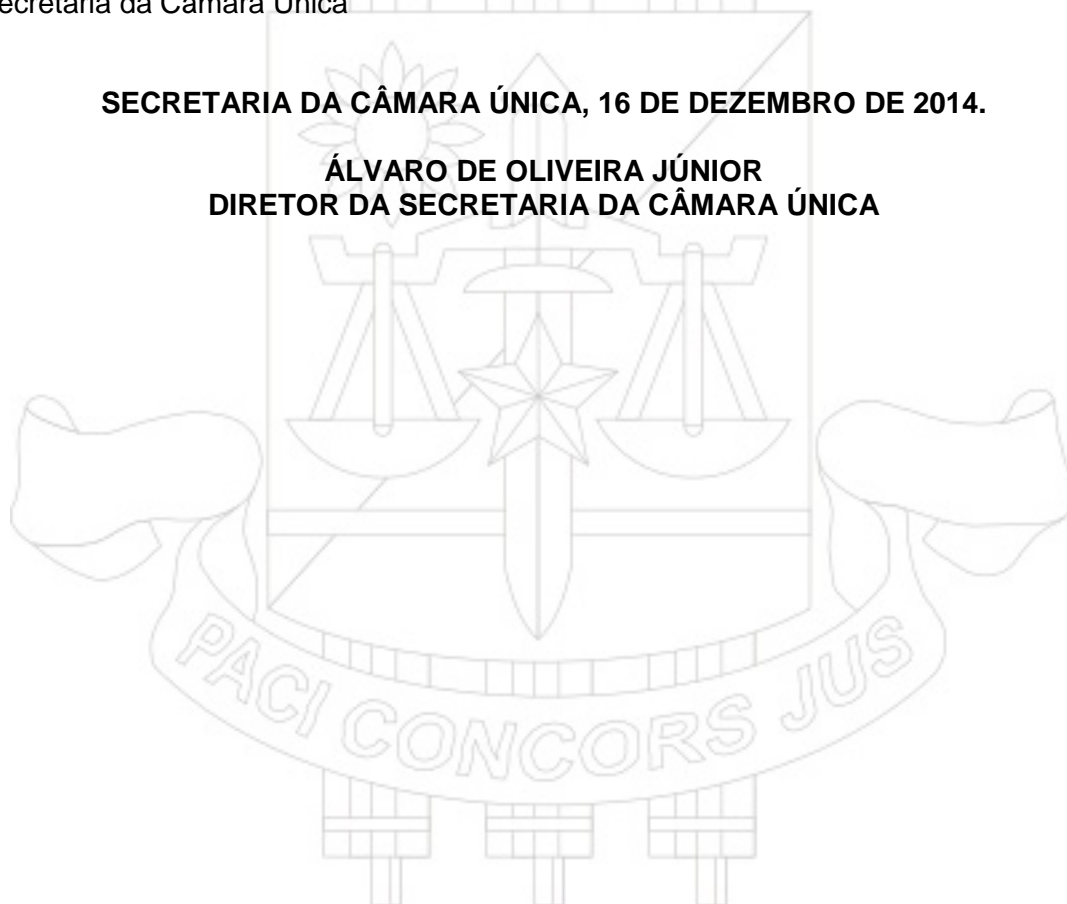 ecretaria da Câmara Única
SECRETARIA DA CÂMARA ÚNICA, 16 DE DEZEMBRO DE 2014.
ÁLVARO DE OLIVEIRA JÚNIOR
DIRETOR DA SECRETARIA DA CÂMARA ÚNICA
PACI CONCORS JUS